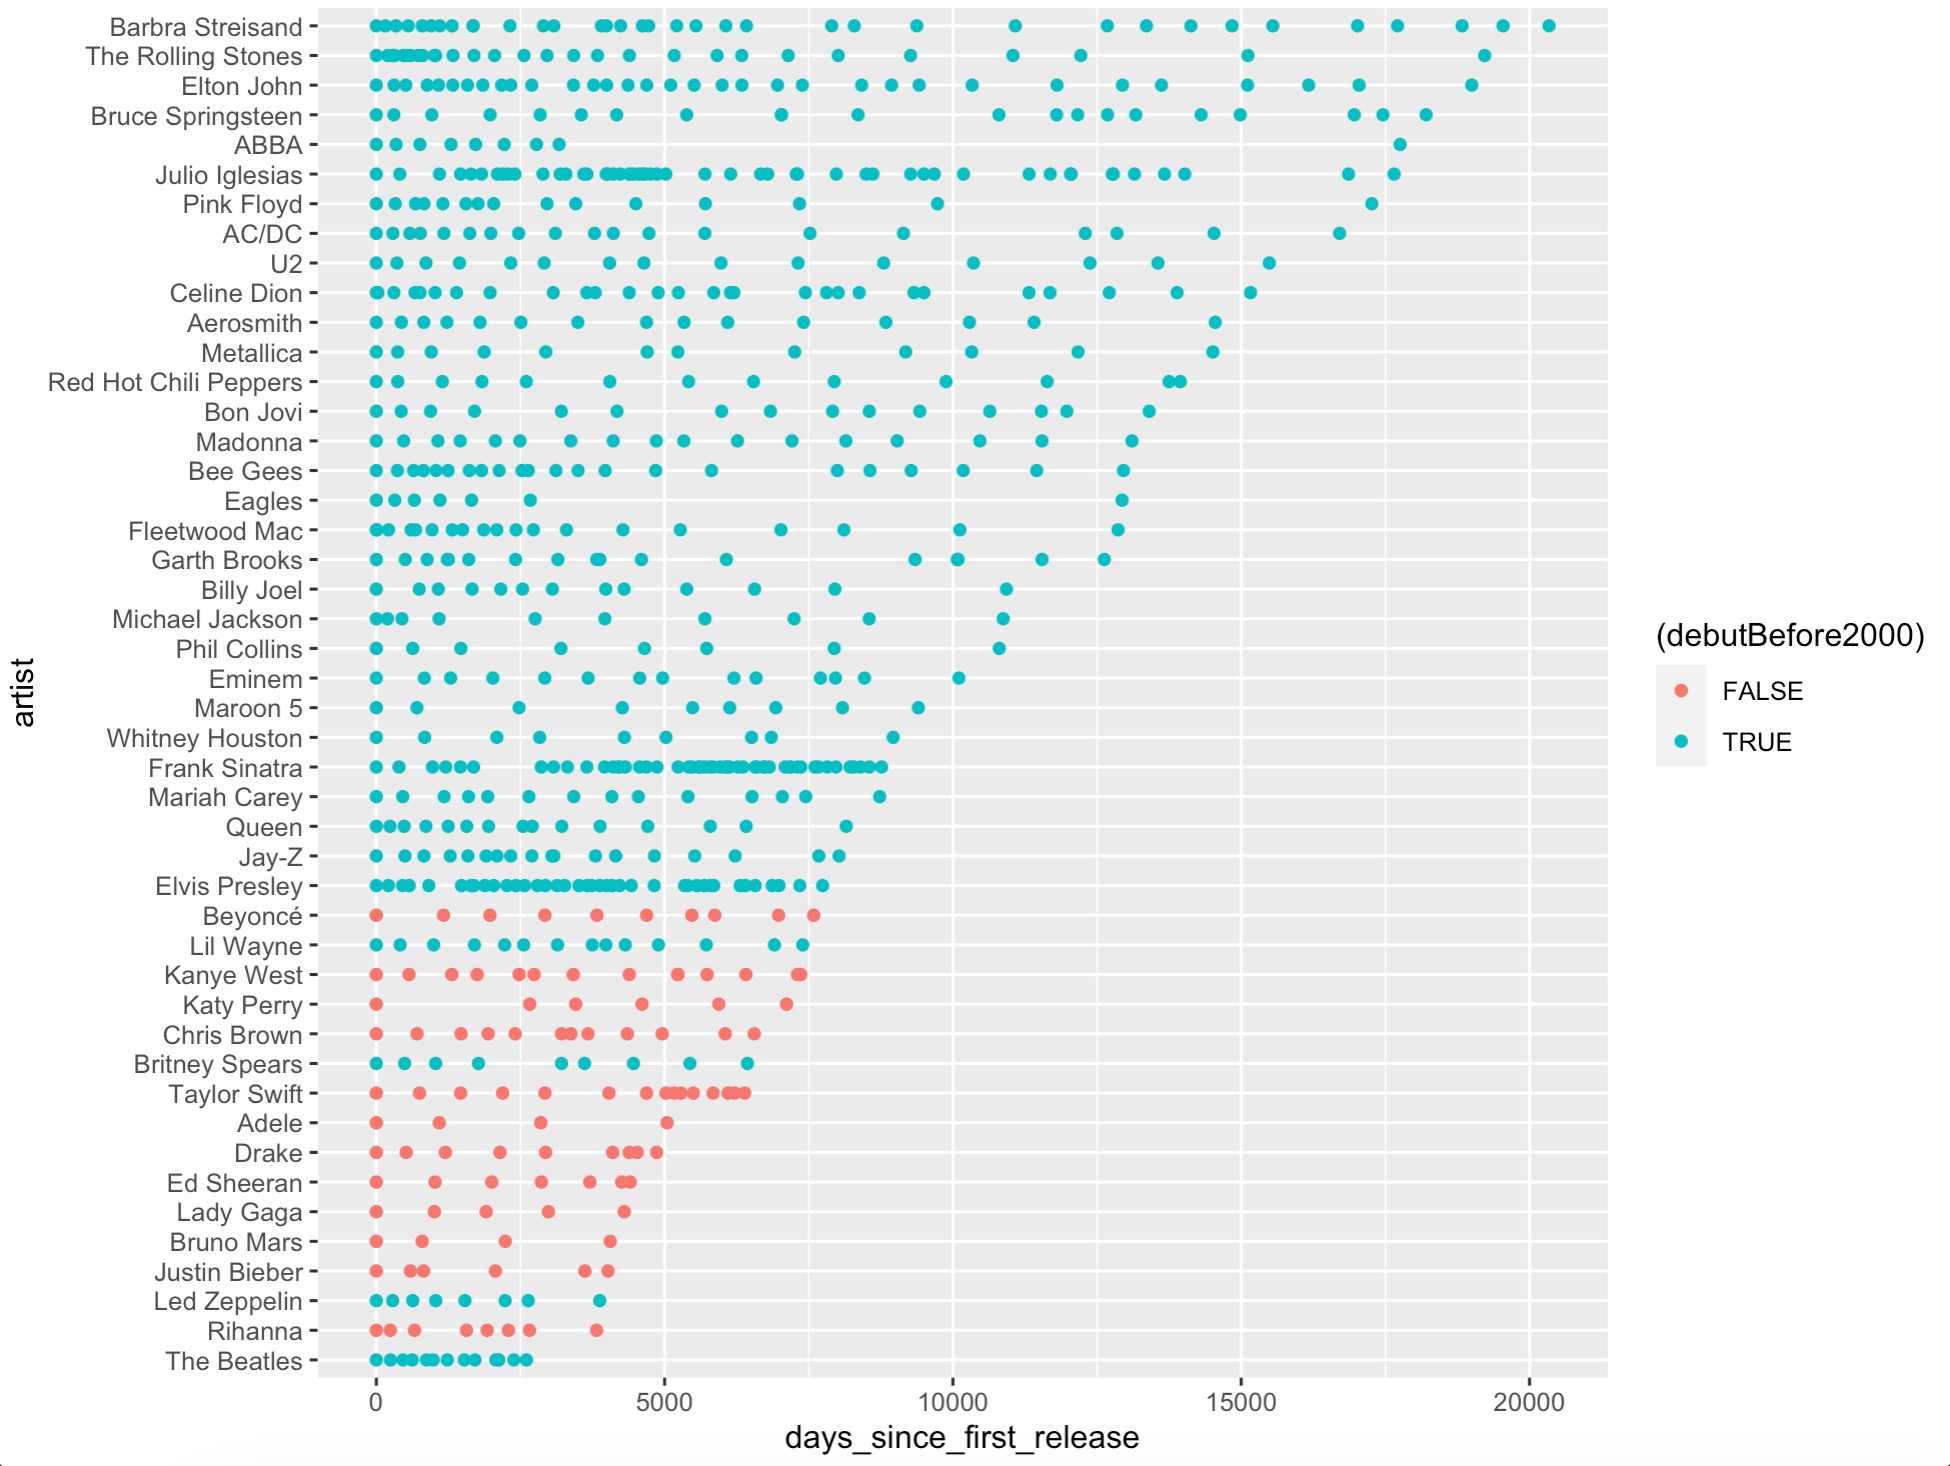 Barbra Streisand
The Rolling Stones
Elton John
Bruce Springsteen
ABBA
Julio Iglesias
Pink Floyd
AC/DC
U2
Celine Dion
Aerosmith
Metallica
Red Hot Chili Peppers
Bon Jovi
Madonna
Bee Gees
Eagles
Fleetwood Mac
Garth Brooks
Billy Joel
Michael Jackson
Phil Collins
Eminem
Maroon 5
Whitney Houston
Frank Sinatra
Mariah Carey
Queen
Jay-Z
Elvis Presley
Beyoncé
Lil Wayne
Kanye West
Katy Perry
Chris Brown
Britney Spears
Taylor Swift
Adele
Drake
Ed Sheeran
Lady Gaga
Bruno Mars
Justin Bieber
Led Zeppelin
Rihanna
The Beatles
artist
0 5000 10000 15000 20000
days_since_first_release
(debutBefore2000)
FALSE
TRUE